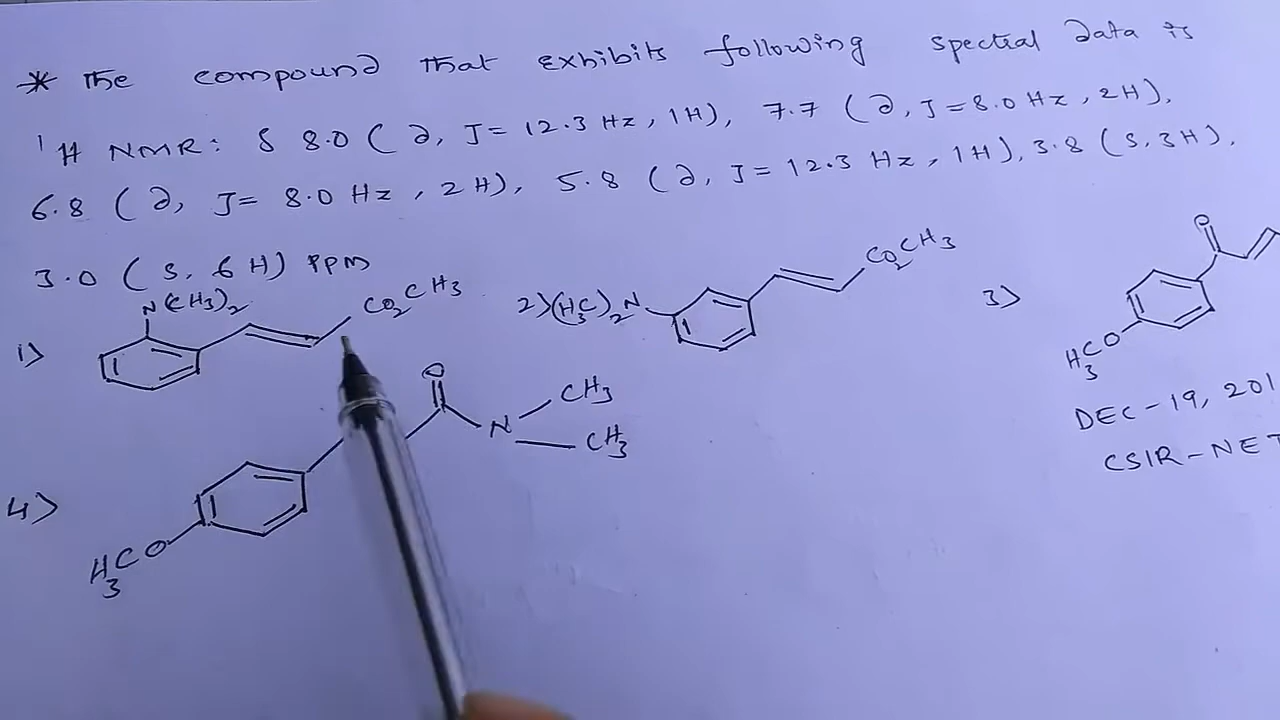 * The compound that exhibits following spectral data is
¹H NMR: δ 8.0 (d, J= 12.3 Hz, 1H), 7.7 (d, J=8.0 Hz, 2H),
6.8 (d, J= 8.0 Hz, 2H), 5.8 (d, J= 12.3 Hz, 1H), 3.8 (s, 3H),
3.0 (s, 6H) PPM
1) N(CH3)2 CO2CH3
2) (H3C)2N CO2CH3
3) O H3CO
4) O N CH3 CH3 H3CO
DEC-19, 201
CSIR-NET